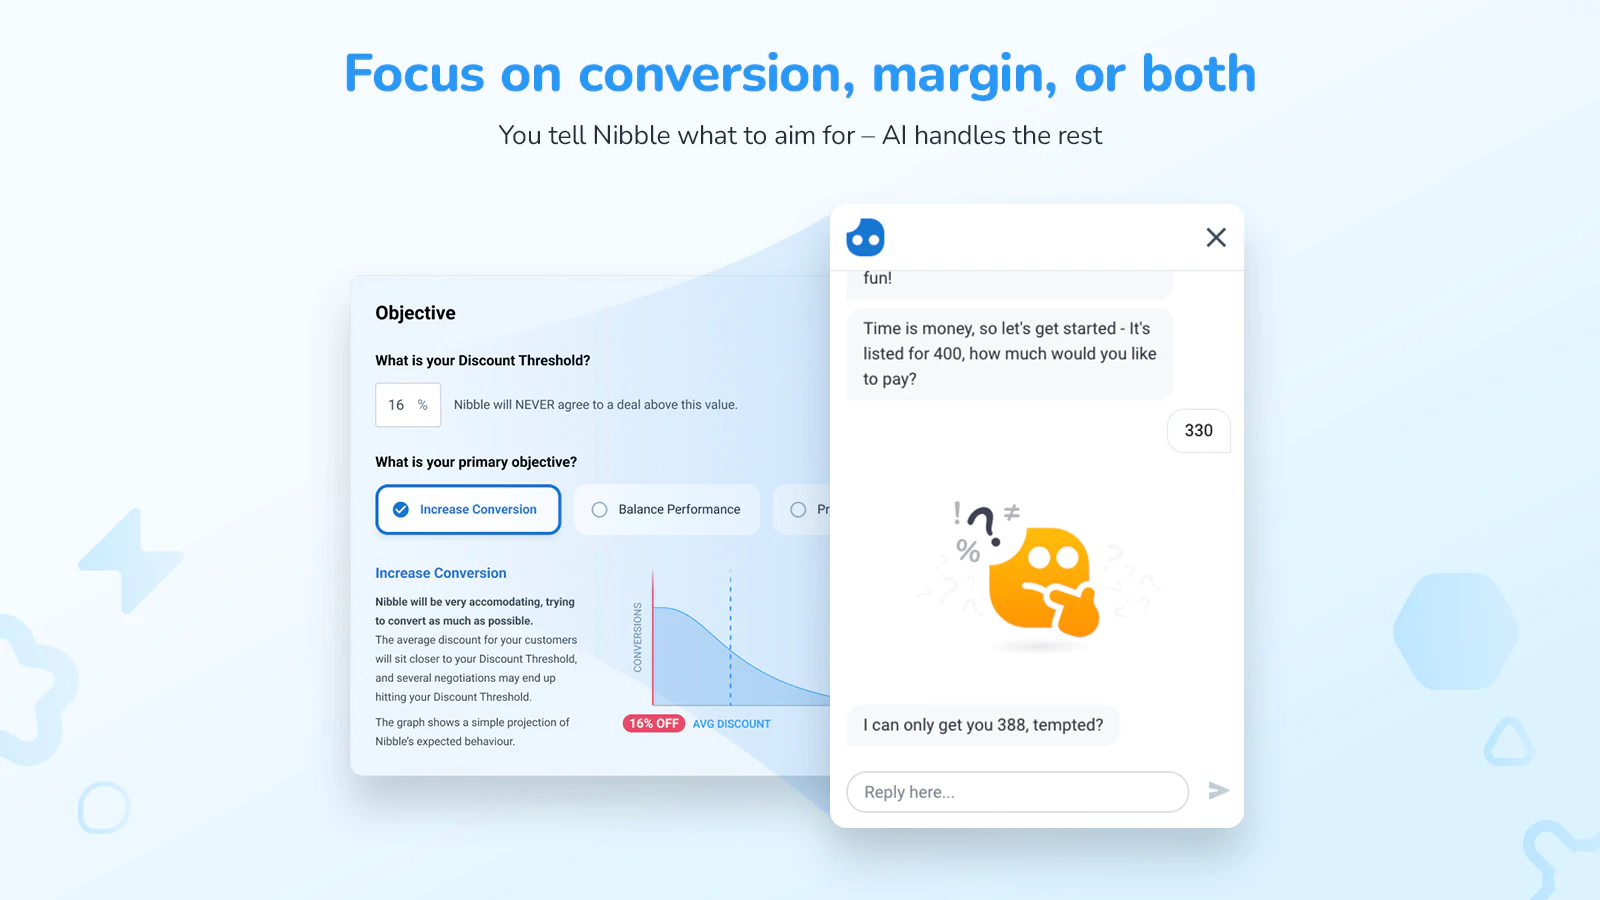 Focus on conversion, margin, or both
You tell Nibble what to aim for – AI handles the rest
Objective
What is your Discount Threshold?
16 %
Nibble will NEVER agree to a deal above this value.
What is your primary objective?
Increase Conversion
Balance Performance
Pr
Increase Conversion
Nibble will be very accomodating, trying
to convert as much as possible.
The average discount for your customers
will sit closer to your Discount Threshold,
and several negotiations may end up
hitting your Discount Threshold.
The graph shows a simple projection of
Nibble's expected behaviour.
CONVERSIONS
16% OFF
AVG DISCOUNT
fun!
Time is money, so let's get started - It's
listed for 400, how much would you like
to pay?
330
! ? ≠
%
I can only get you 388, tempted?
Reply here...